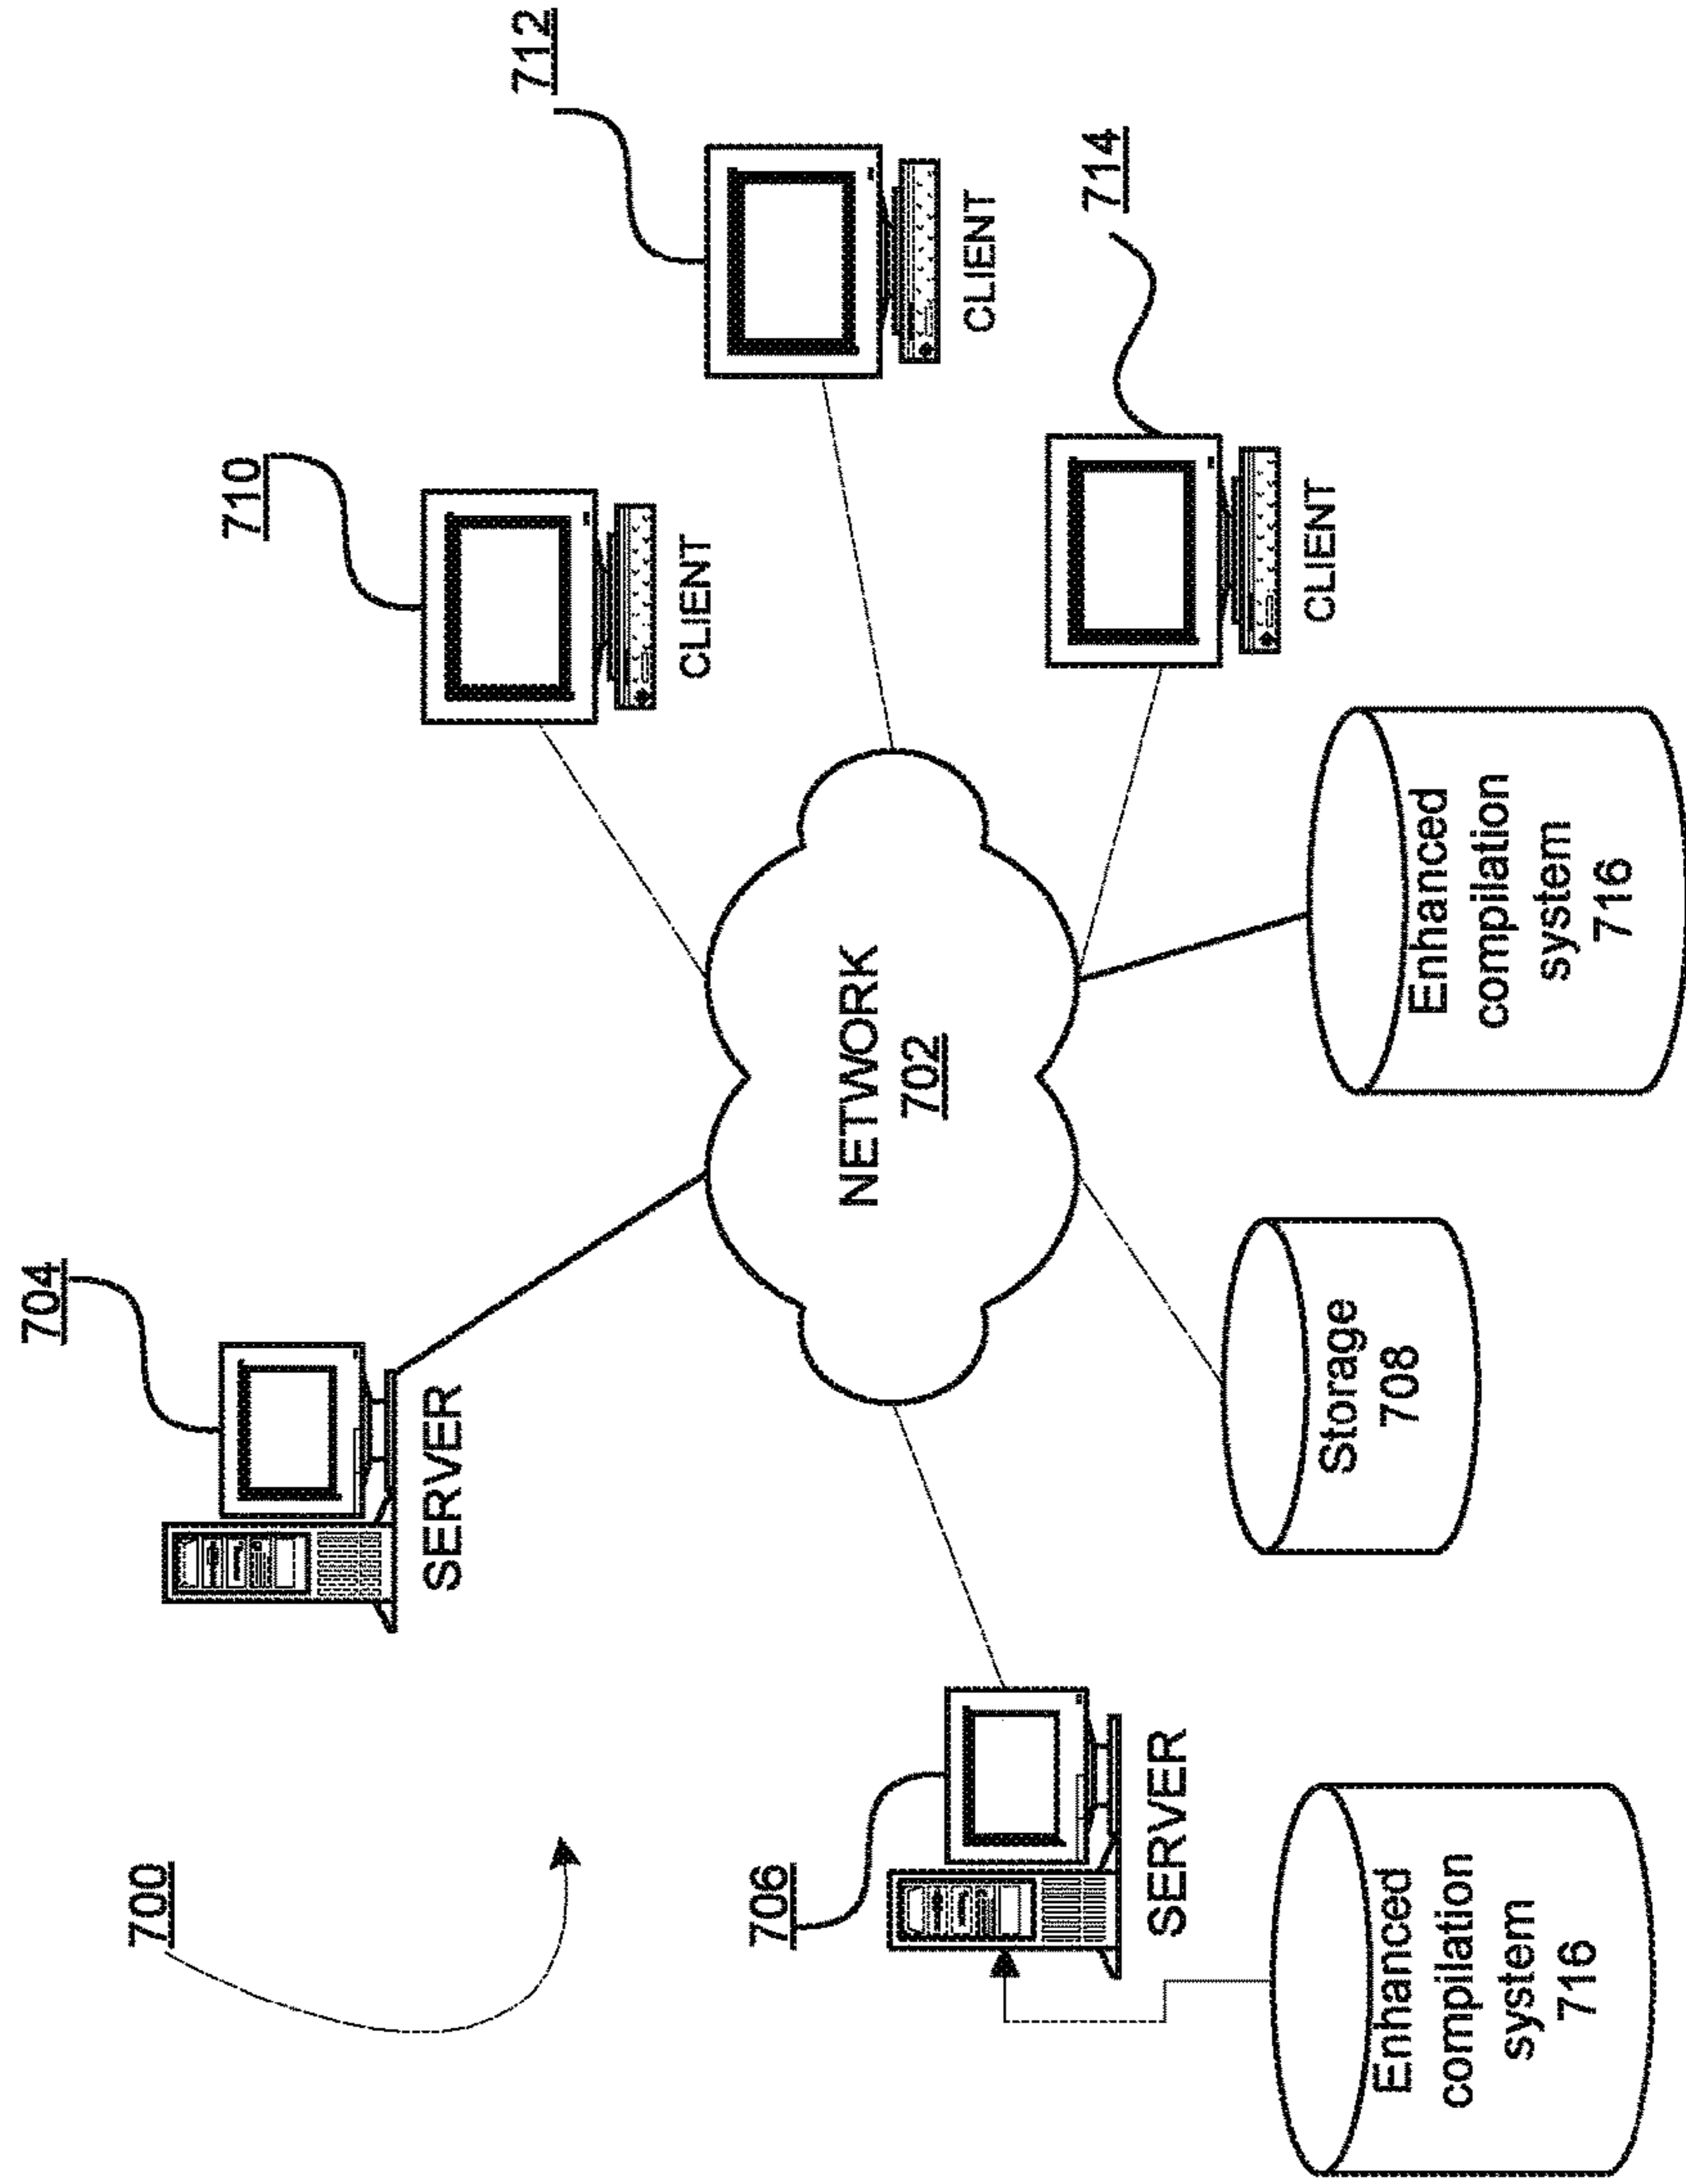 700
704
SERVER
710
CLIENT
712
CLIENT
NETWORK
702
706
SERVER
714
CLIENT
Storage
708
Enhanced
compilation
system
716
Enhanced
compilation
system
716